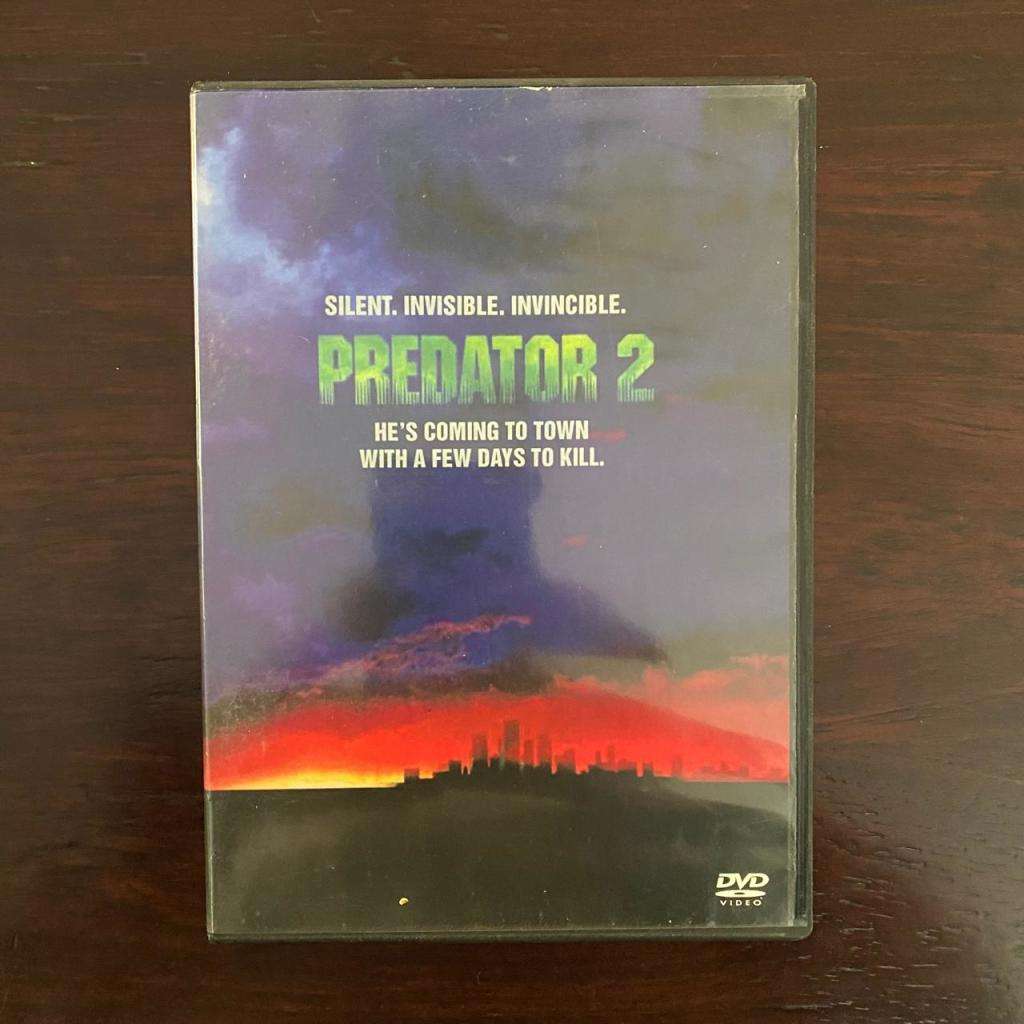 SILENT. INVISIBLE. INVINCIBLE.
PREDATOR 2
HE'S COMING TO TOWN
WITH A FEW DAYS TO KILL.
DVD
VIDEO